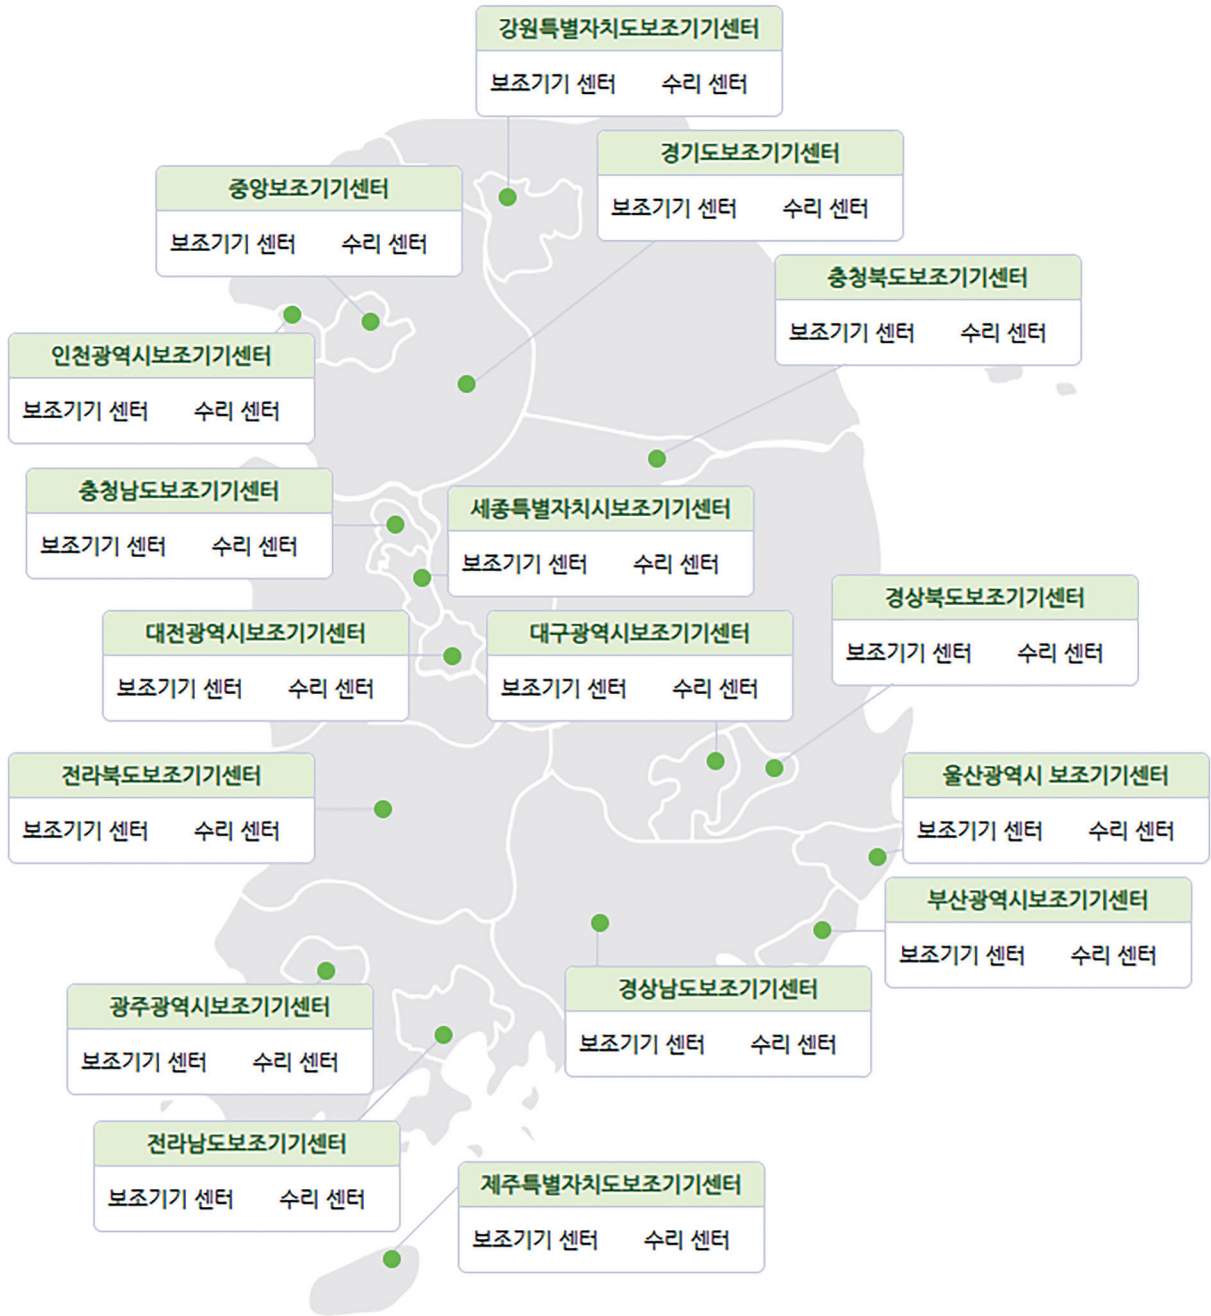 강원특별자치도보조기기센터
보조기기 센터 수리 센터
경기도보조기기센터
보조기기 센터 수리 센터
중앙보조기기센터
보조기기 센터 수리 센터
충청북도보조기기센터
보조기기 센터 수리 센터
인천광역시보조기기센터
보조기기 센터 수리 센터
충청남도보조기기센터
보조기기 센터 수리 센터
세종특별자치시보조기기센터
보조기기 센터 수리 센터
경상북도보조기기센터
보조기기 센터 수리 센터
대전광역시보조기기센터
보조기기 센터 수리 센터
대구광역시보조기기센터
보조기기 센터 수리 센터
전라북도보조기기센터
보조기기 센터 수리 센터
울산광역시 보조기기센터
보조기기 센터 수리 센터
부산광역시보조기기센터
보조기기 센터 수리 센터
경상남도보조기기센터
보조기기 센터 수리 센터
광주광역시보조기기센터
보조기기 센터 수리 센터
전라남도보조기기센터
보조기기 센터 수리 센터
제주특별자치도보조기기센터
보조기기 센터 수리 센터